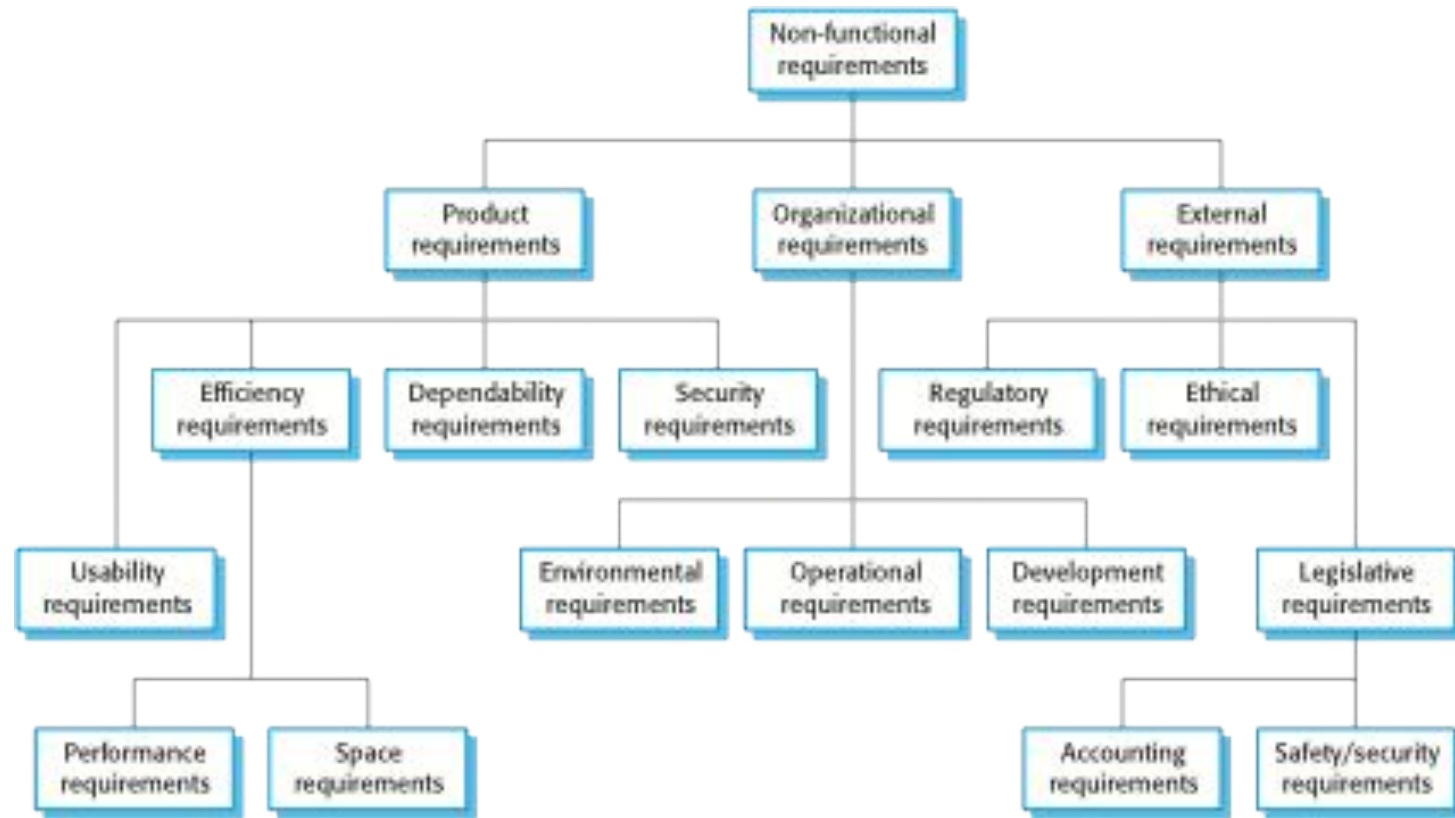 Non-functional
requirements
Product
requirements
Organizational
requirements
External
requirements
Efficiency
requirements
Dependability
requirements
Security
requirements
Regulatory
requirements
Ethical
requirements
Usability
requirements
Environmental
requirements
Operational
requirements
Development
requirements
Legislative
requirements
Performance
requirements
Space
requirements
Accounting
requirements
Safety/security
requirements